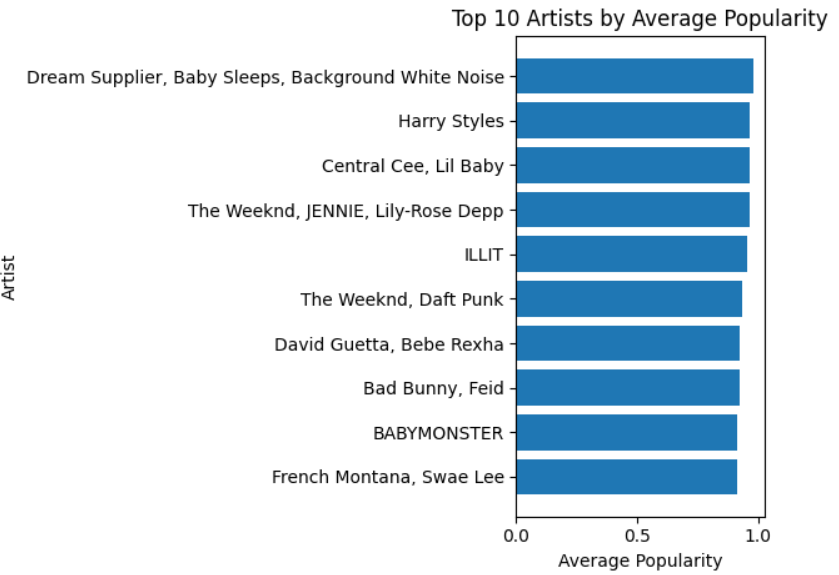 Top 10 Artists by Average Popularity
Dream Supplier, Baby Sleeps, Background White Noise
Harry Styles
Central Cee, Lil Baby
The Weeknd, JENNIE, Lily-Rose Depp
ILLIT
Artist
The Weeknd, Daft Punk
David Guetta, Bebe Rexha
Bad Bunny, Feid
BABYMONSTER
French Montana, Swae Lee
0.0 0.5 1.0
Average Popularity